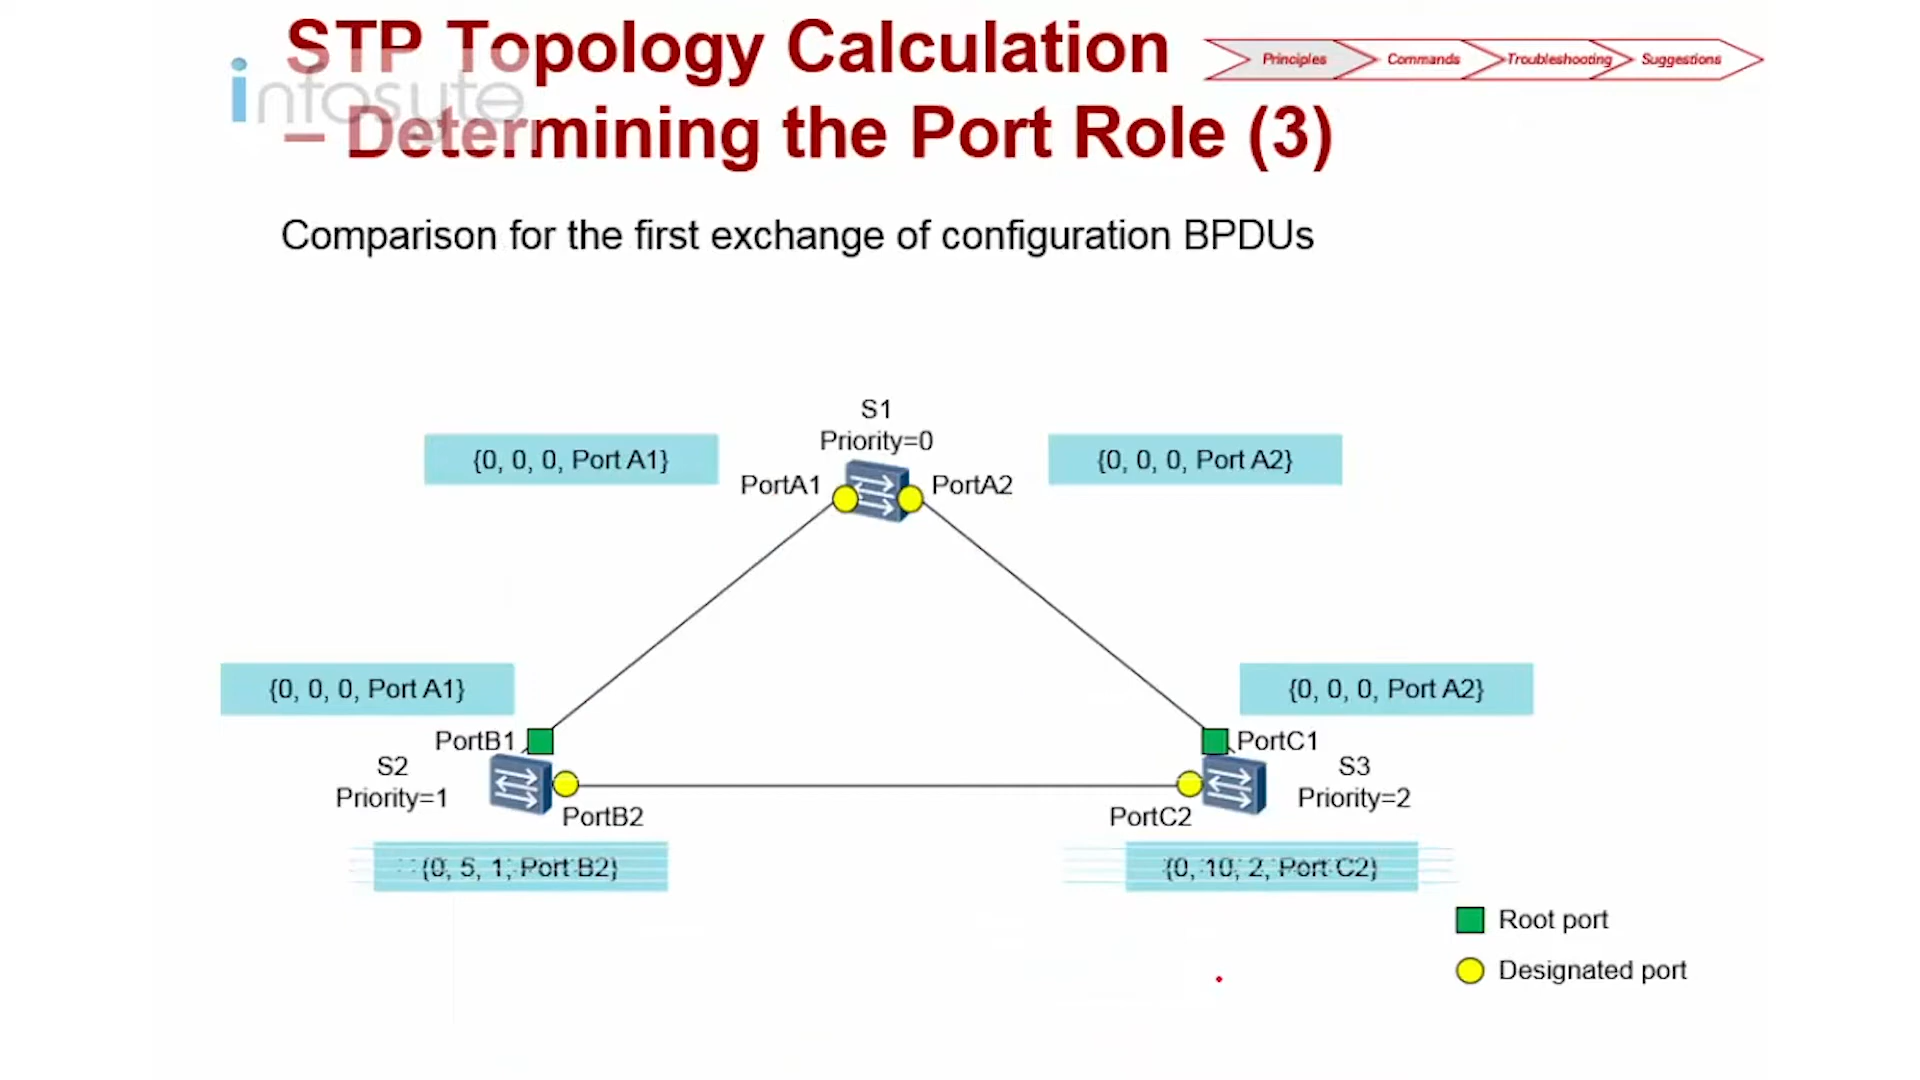 STP Topology Calculation
– Determining the Port Role (3)
infosyte
Principles
Commands
Troubleshooting
Suggestions
Comparison for the first exchange of configuration BPDUs
S1
Priority=0
{0, 0, 0, Port A1}
{0, 0, 0, Port A2}
PortA1
PortA2
{0, 0, 0, Port A1}
{0, 0, 0, Port A2}
PortB1
PortC1
S2
Priority=1
S3
Priority=2
PortB2
PortC2
{0, 5, 1, Port B2}
{0, 10, 2, Port C2}
Root port
Designated port